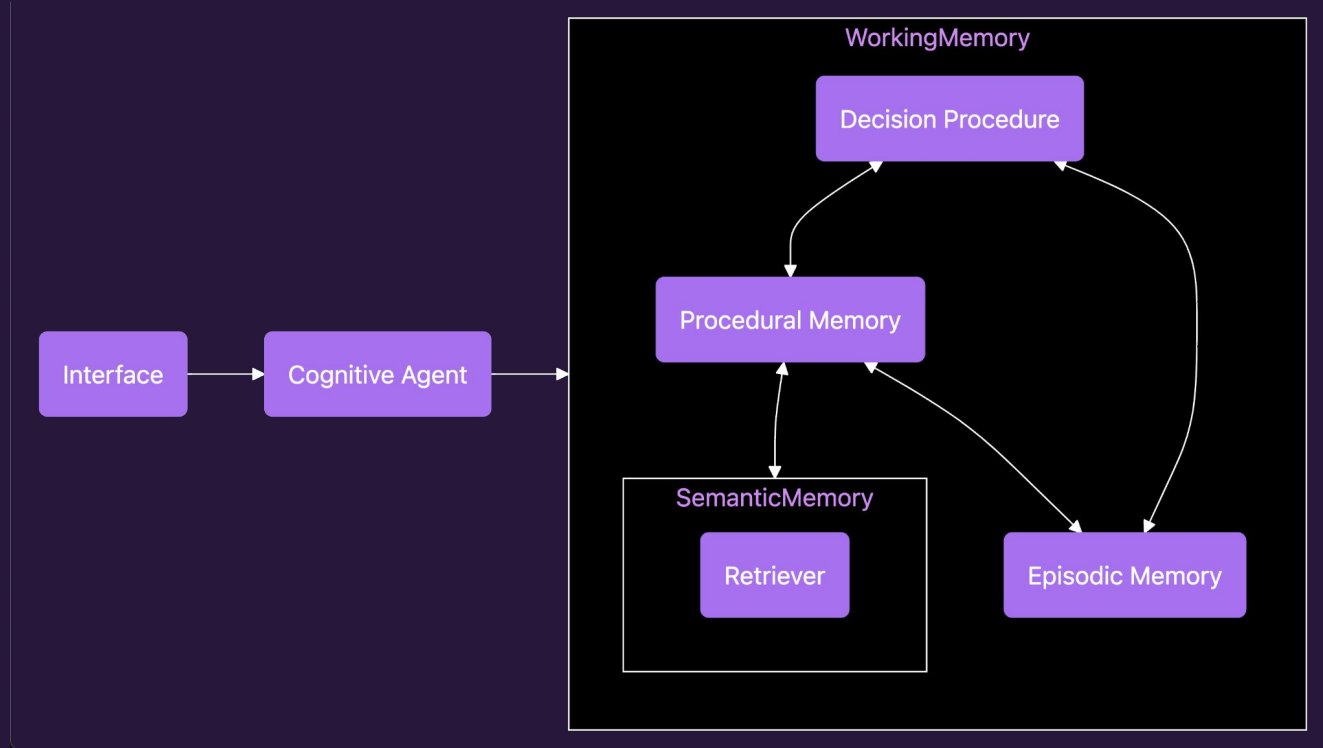 WorkingMemory
Decision Procedure
Procedural Memory
Interface
Cognitive Agent
SemanticMemory
Retriever
Episodic Memory